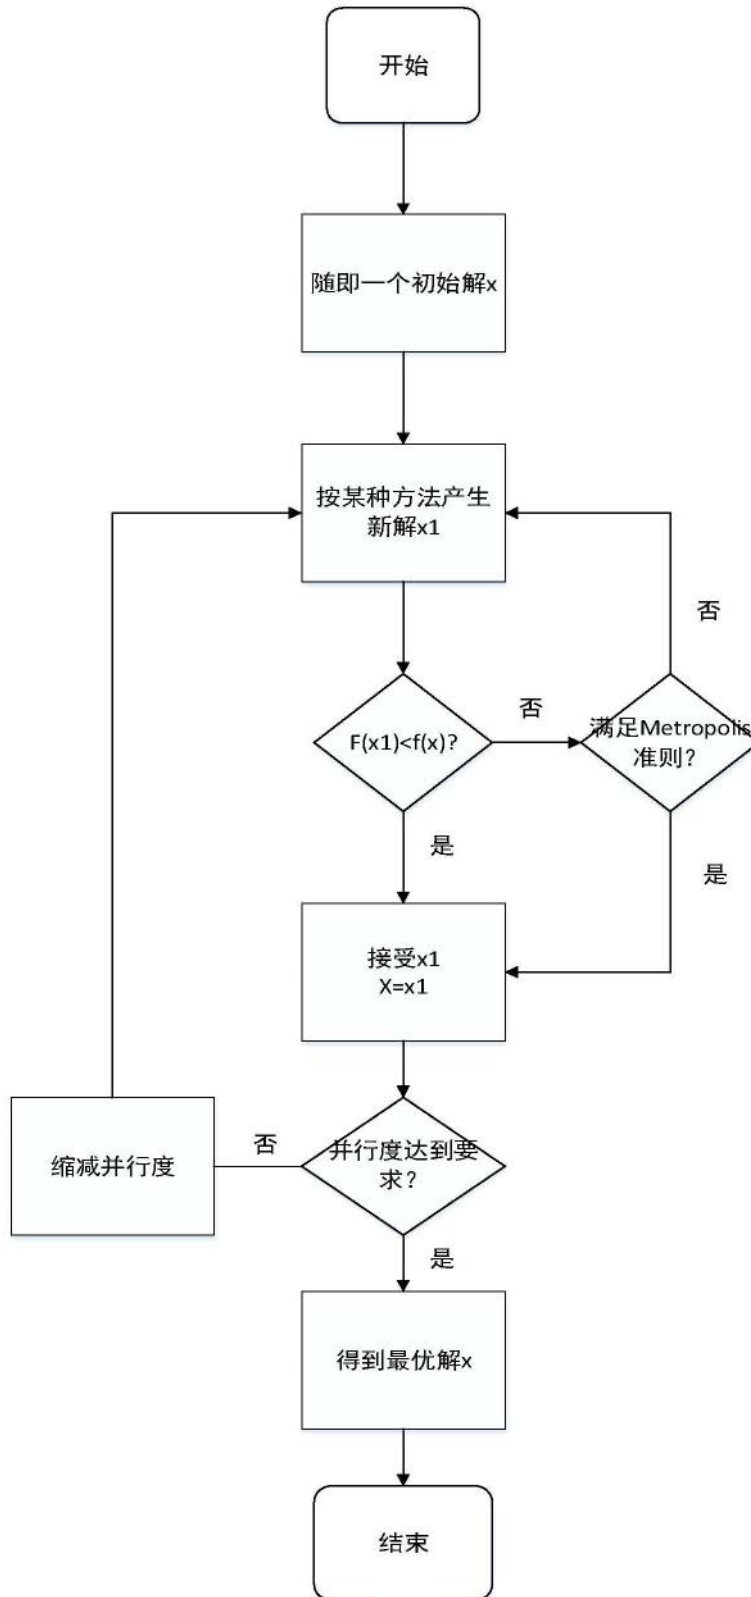 开始
随即一个初始解x
按某种方法产生
新解x1
否
否
F(x1)<f(x)?
满足Metropolis
准则?
是
是
接受x1
X=x1
否
缩减并行度
并行度达到要
求?
是
得到最优解x
结束